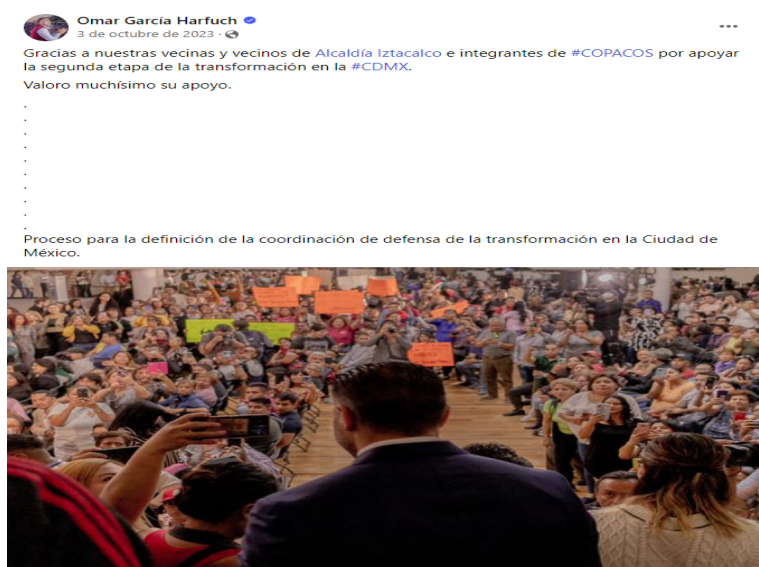 Omar García Harfuch
3 de octubre de 2023 ·
Gracias a nuestras vecinas y vecinos de Alcaldía Iztacalco e integrantes de #COPACOS por apoyar
la segunda etapa de la transformación en la #CDMX.
Valoro muchísimo su apoyo.
.
.
.
.
.
.
.
.
.
.
Proceso para la definición de la coordinación de defensa de la transformación en la Ciudad de
México.